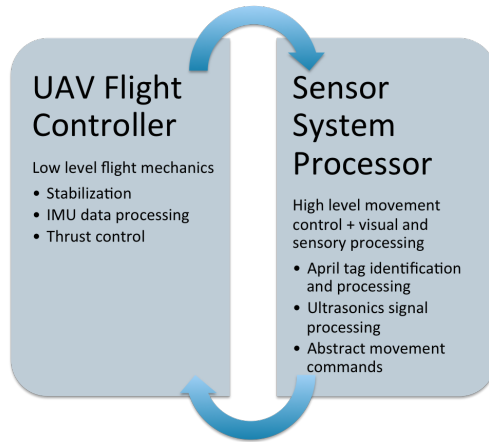 UAV Flight
Controller
Low level flight mechanics
• Stabilization
• IMU data processing
• Thrust control
Sensor
System
Processor
High level movement
control + visual and
sensory processing
• April tag identification
and processing
• Ultrasonics signal
processing
• Abstract movement
commands